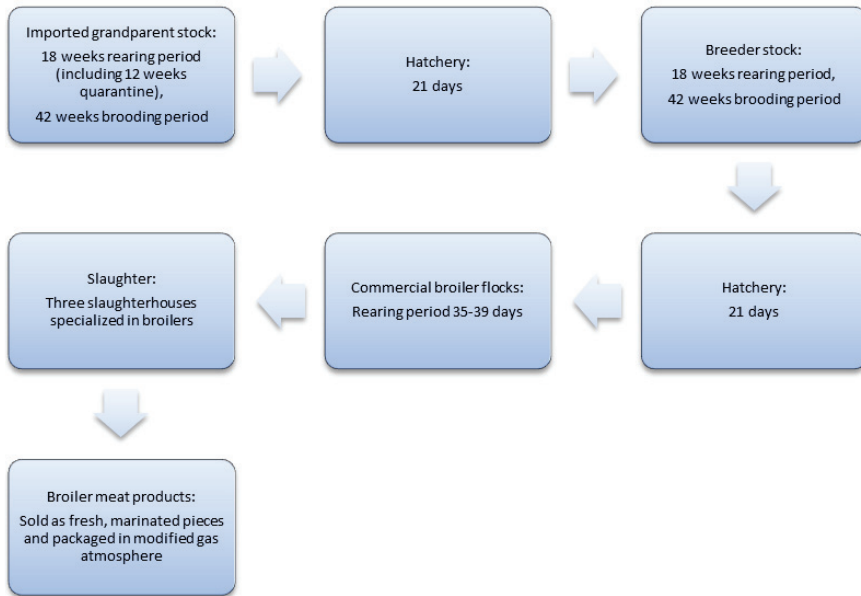 Imported grandparent stock:
18 weeks rearing period
(including 12 weeks
quarantine),
42 weeks brooding period
Hatchery:
21 days
Breeder stock:
18 weeks rearing period,
42 weeks brooding period
Hatchery:
21 days
Commercial broiler flocks:
Rearing period 35-39 days
Slaughter:
Three slaughterhouses
specialized in broilers
Broiler meat products:
Sold as fresh, marinated pieces
and packaged in modified gas
atmosphere